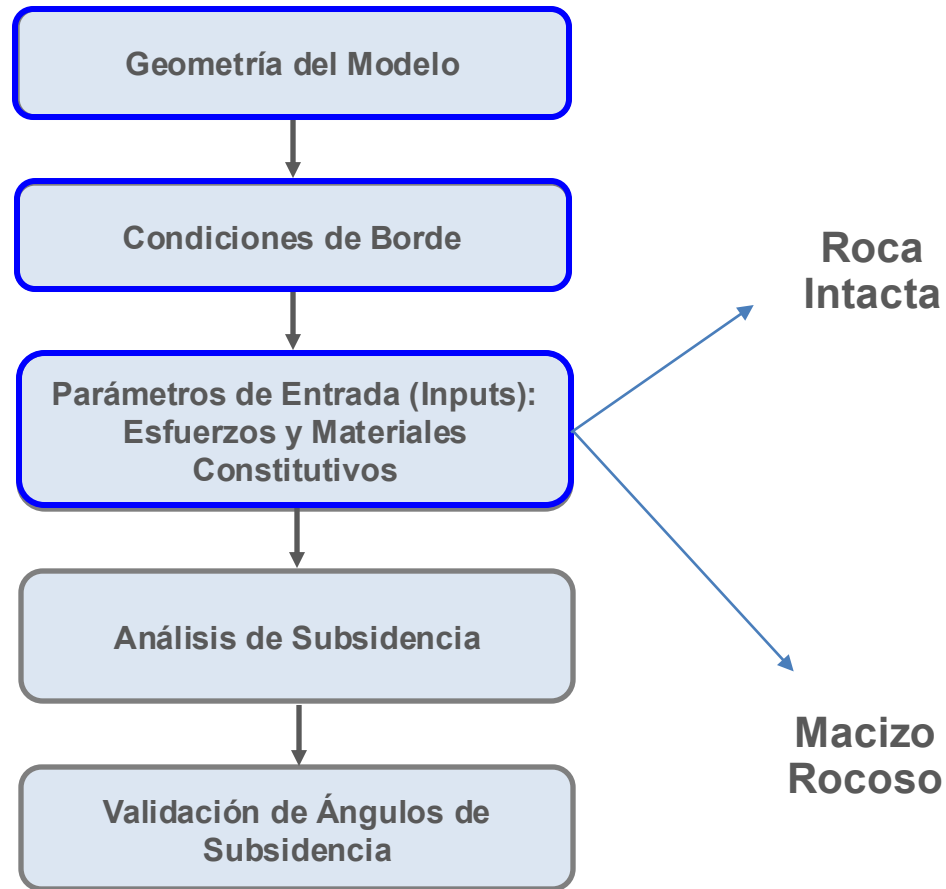 Geometría del Modelo
Condiciones de Borde
Parámetros de Entrada (Inputs):
Esfuerzos y Materiales
Constitutivos
Análisis de Subsidencia
Validación de Ángulos de
Subsidencia
Roca
Intacta
Macizo
Rocoso